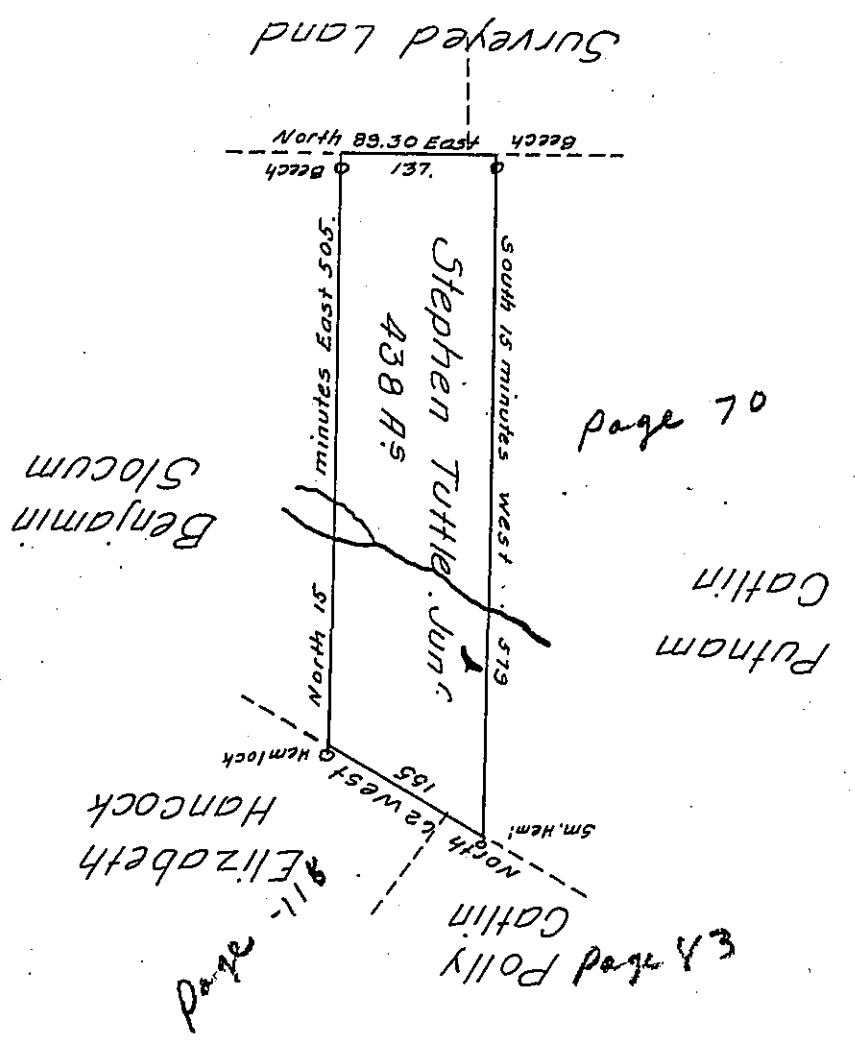 Surveyed Land
North 89.30 East
137.
Beech
Beech
South 15 minutes west . . 579
North 15 minutes East 505.
Stephen Tuttle Junr.
438 As
Page 70
Benjamin
Slocum
Putnam
Catlin
Hemlock
North 62 West
155
Sm. Hem!
Elizabeth
Hancock
Page -118
Polly
Catlin
Page 83